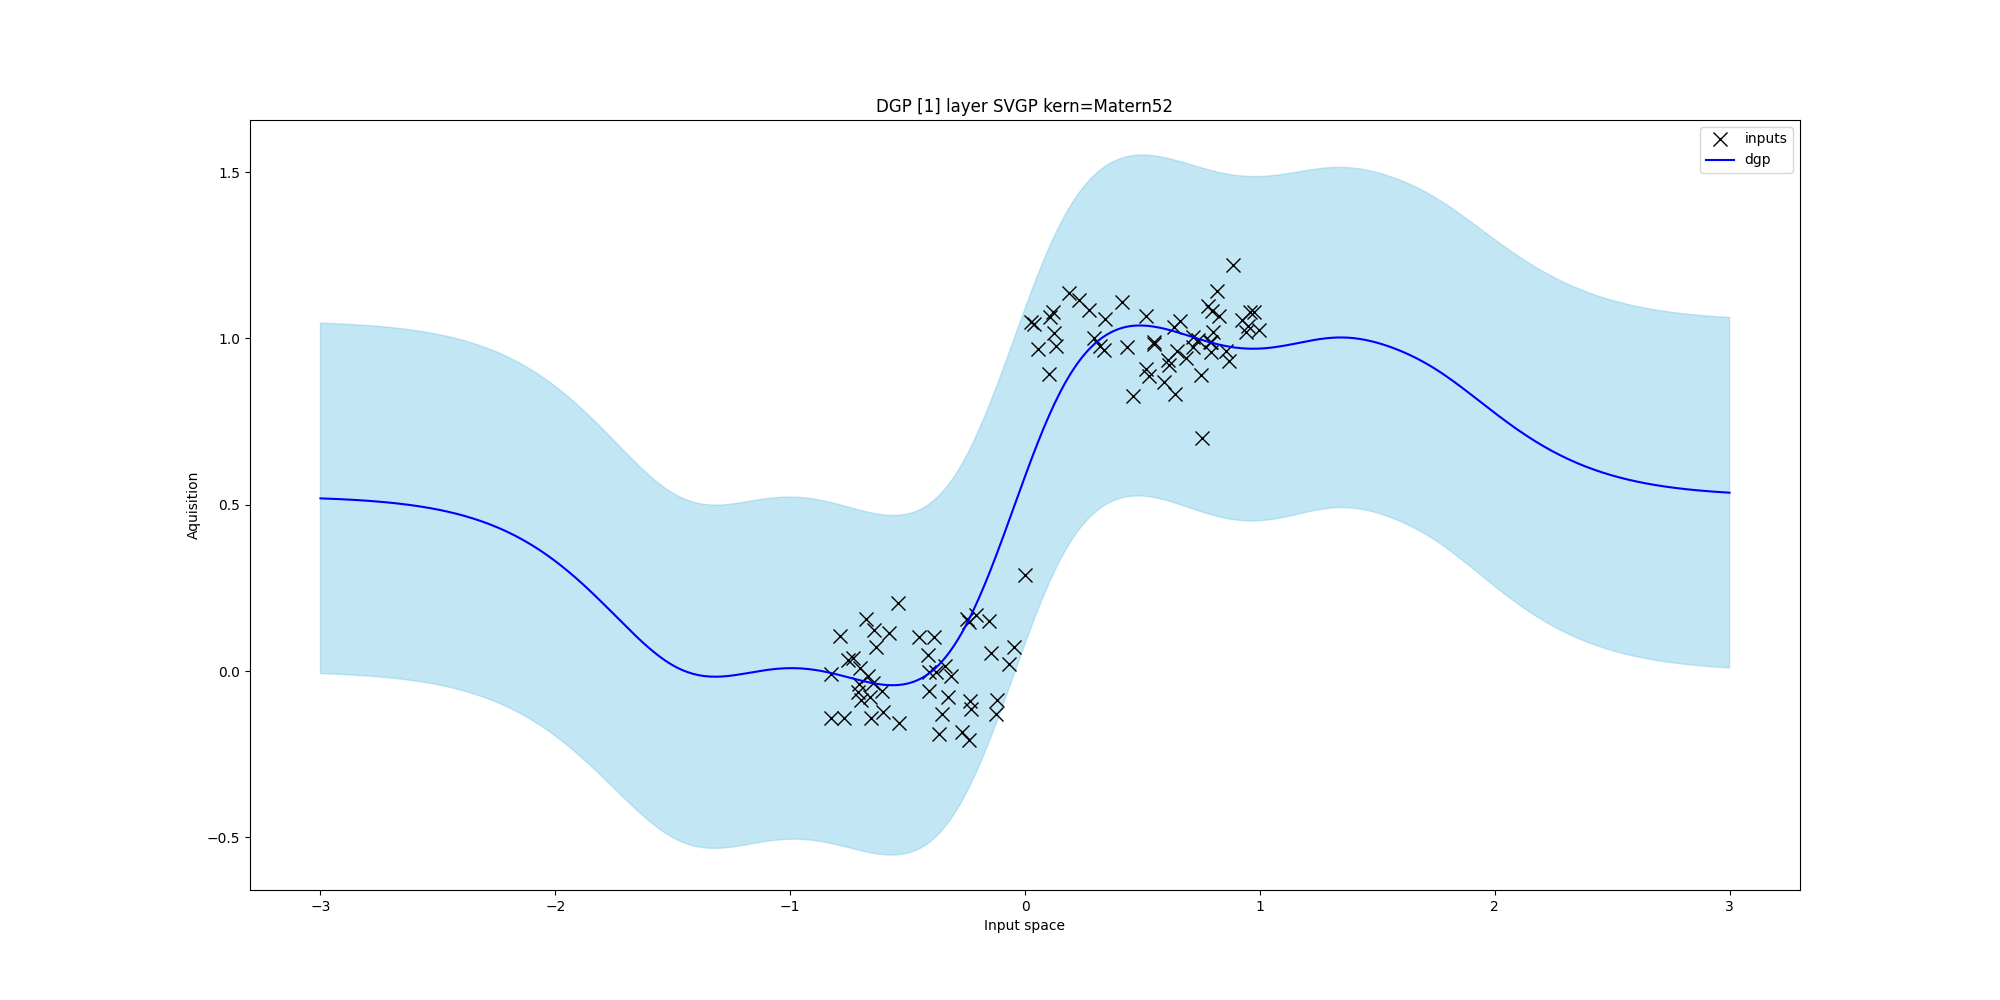 DGP [1] layer SVGP kern=Matern52
inputs
dgp
1.5
1.0
0.5
0.0
−0.5
Aquisition
−3 −2 −1 0 1 2 3
Input space